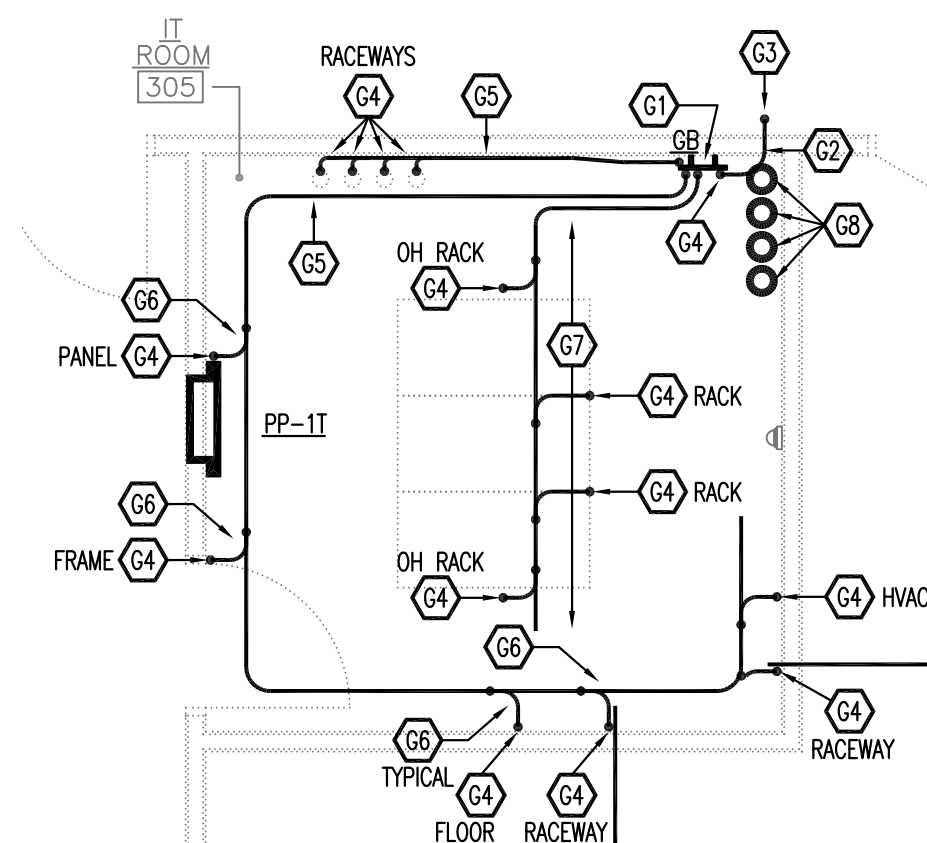 IT
ROOM
305
RACEWAYS
G4
G5
G1
G3
GB
G2
G4
G8
G5
OH RACK
G4
G6
G7
PANEL G4
PP-1T
G4 RACK
G6
G4 RACK
FRAME G4
OH RACK
G4
G4 HVAC
G6
G6
TYPICAL
G4
FLOOR
G4
RACEWAY
G4
RACEWAY